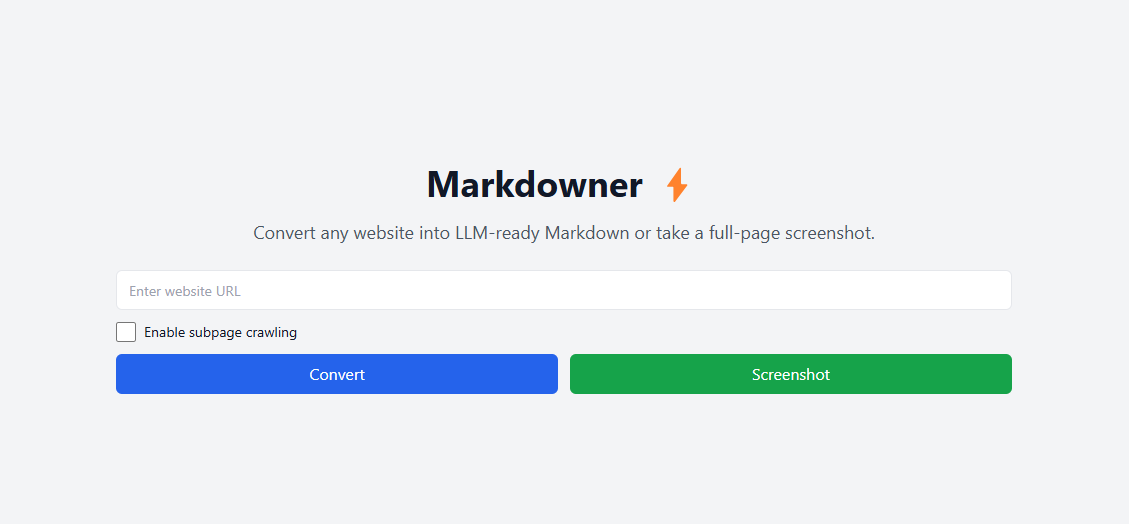 Markdowner
Convert any website into LLM-ready Markdown or take a full-page screenshot.
Enter website URL
Enable subpage crawling
Convert
Screenshot